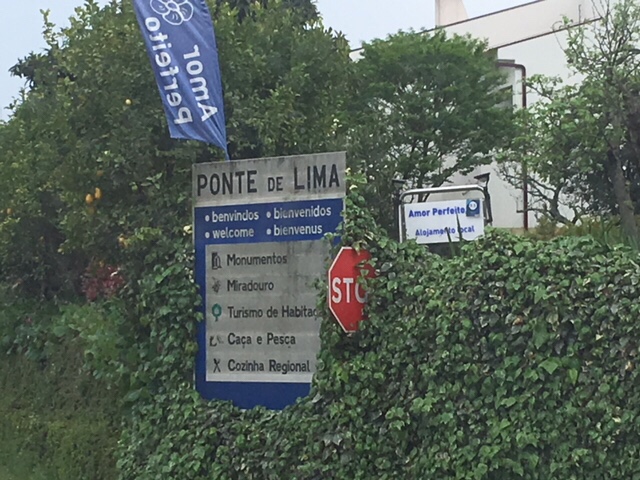 Amor
Perfeito
PONTE DE LIMA
• benvindos • bienvenidos
• welcome • bienvenus
Monumentos
Miradouro
Turismo de Habitaç
Caça e Pesca
Cozinha Regional
STO
Amor Perfeito
Alojamento local